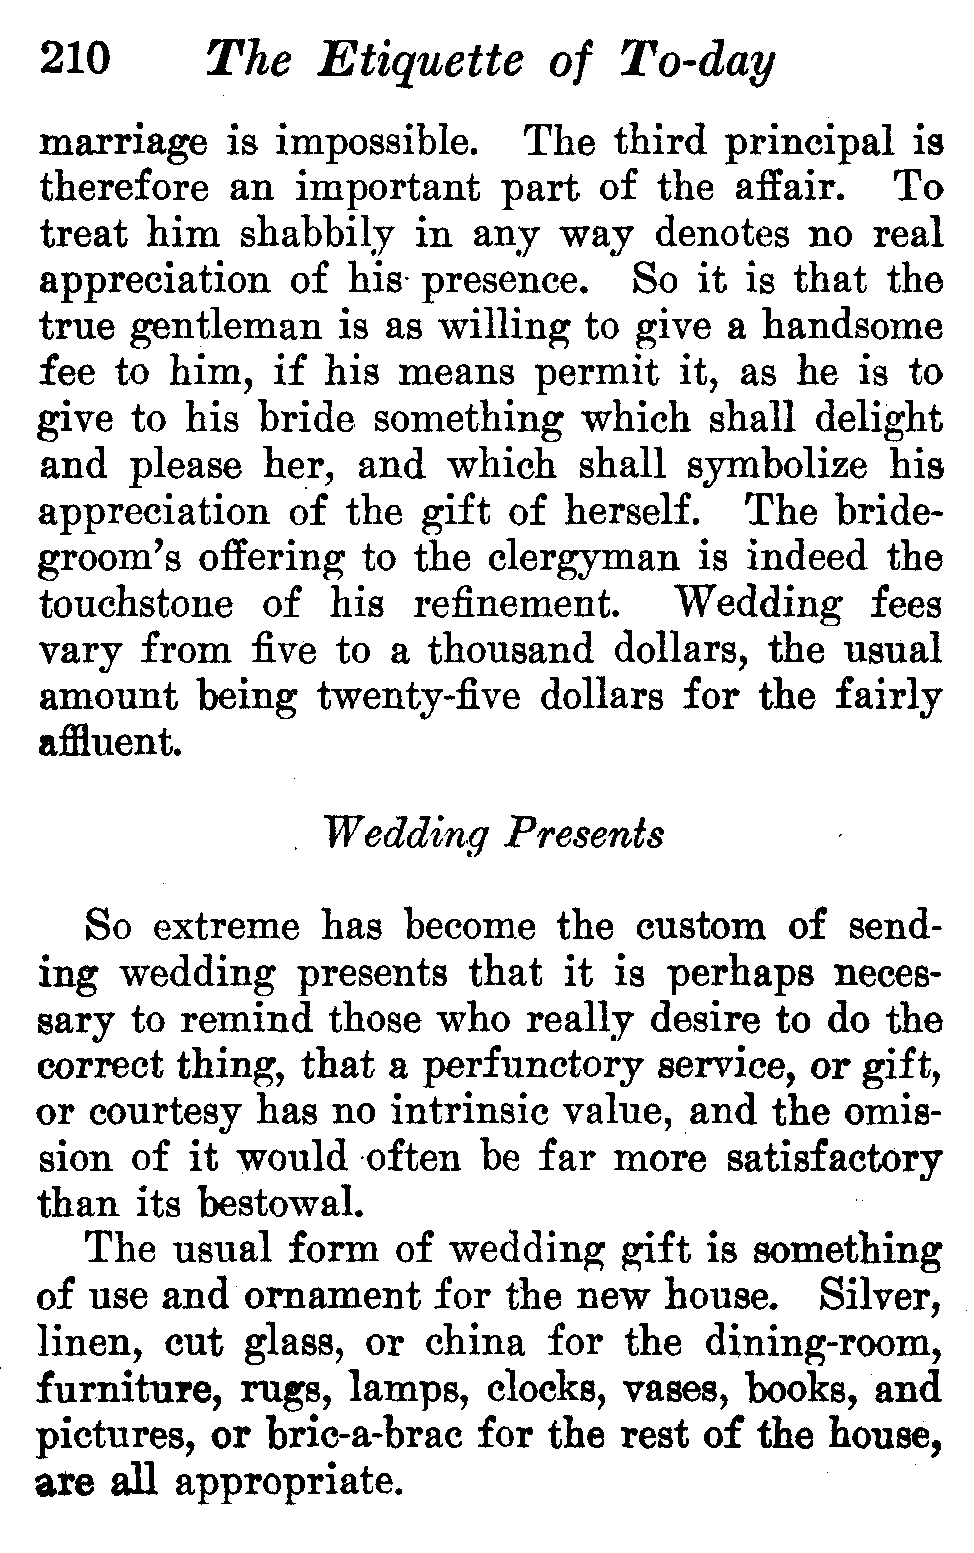 210 The Etiquette of To-day
marriage is impossible. The third principal is
therefore an important part of the affair. To
treat him shabbily in any way denotes no real
appreciation of his presence. So it is that the
true gentleman is as willing to give a handsome
fee to him, if his means permit it, as he is to
give to his bride something which shall delight
and please her, and which shall symbolize his
appreciation of the gift of herself. The bride-
groom's offering to the clergyman is indeed the
touchstone of his refinement. Wedding fees
vary from five to a thousand dollars, the usual
amount being twenty-five dollars for the fairly
affluent.
Wedding Presents
So extreme has become the custom of send-
ing wedding presents that it is perhaps neces-
sary to remind those who really desire to do the
correct thing, that a perfunctory service, or gift,
or courtesy has no intrinsic value, and the omis-
sion of it would often be far more satisfactory
than its bestowal.
The usual form of wedding gift is something
of use and ornament for the new house. Silver,
linen, cut glass, or china for the dining-room,
furniture, rugs, lamps, clocks, vases, books, and
pictures, or bric-a-brac for the rest of the house,
are all appropriate.